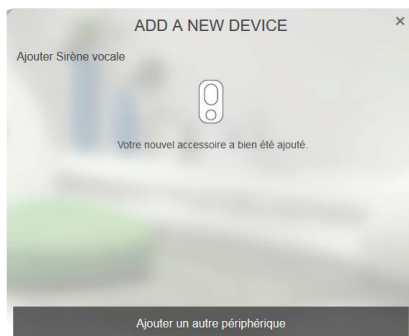 ADD A NEW DEVICE
×
Ajouter Sirène vocale
Votre nouvel accessoire a bien été ajouté.
Ajouter un autre périphérique